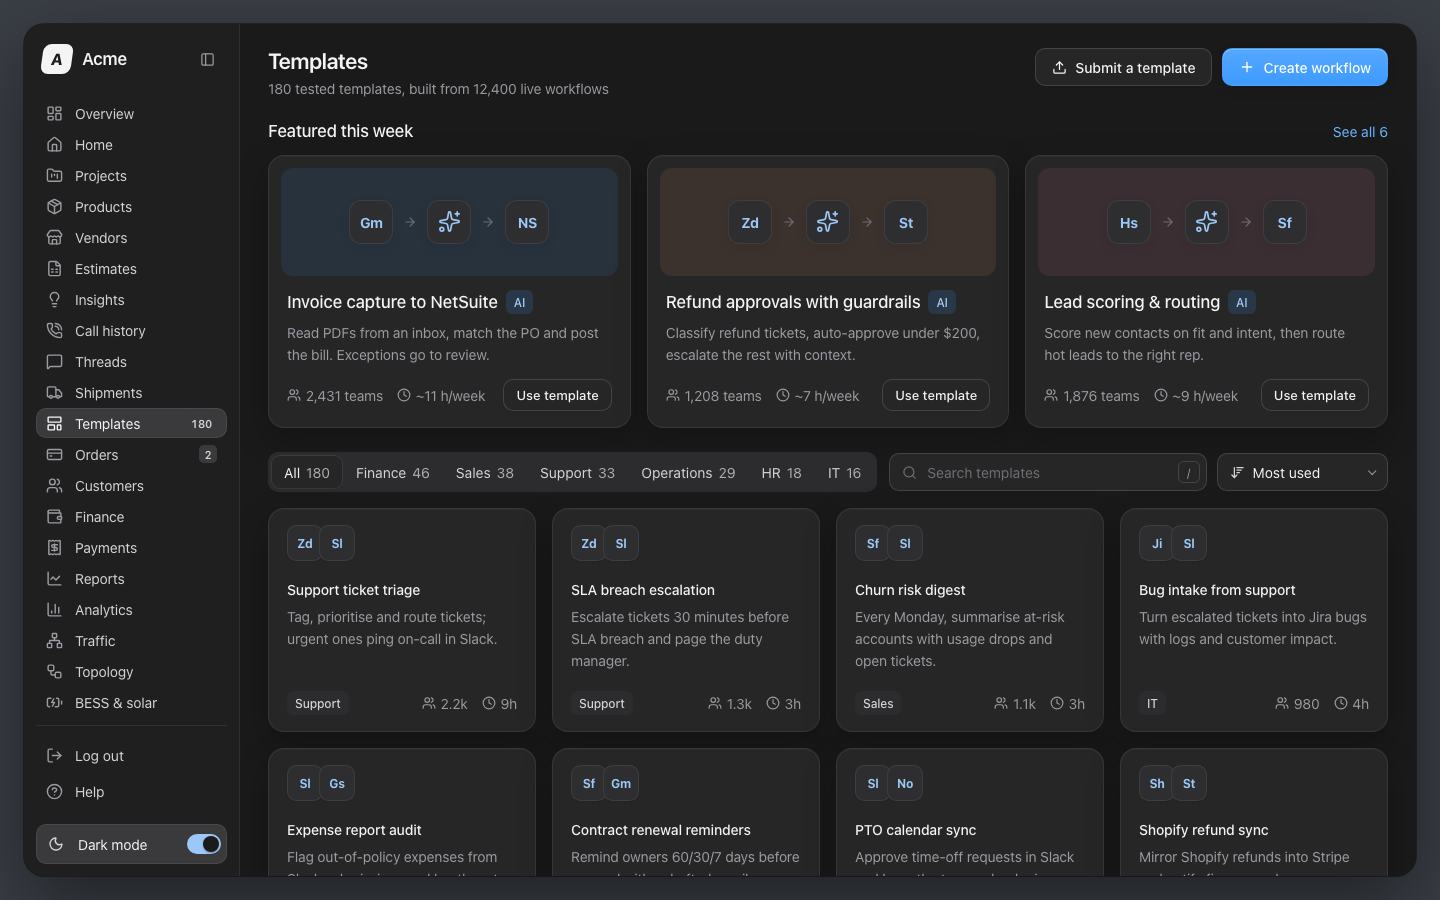 A Acme
Overview
Home
Projects
Products
Vendors
Estimates
Insights
Call history
Threads
Shipments
Templates 180
Orders 2
Customers
Finance
Payments
Reports
Analytics
Traffic
Topology
BESS & solar
Log out
Help
Dark mode
Templates
180 tested templates, built from 12,400 live workflows
Submit a template
Create workflow
Featured this week
See all 6
Gm NS
Invoice capture to NetSuite AI
Read PDFs from an inbox, match the PO and post
the bill. Exceptions go to review.
2,431 teams ~11 h/week Use template
Zd St
Refund approvals with guardrails AI
Classify refund tickets, auto-approve under $200,
escalate the rest with context.
1,208 teams ~7 h/week Use template
Hs Sf
Lead scoring & routing AI
Score new contacts on fit and intent, then route
hot leads to the right rep.
1,876 teams ~9 h/week Use template
All 180 Finance 46 Sales 38 Support 33 Operations 29 HR 18 IT 16
Search templates /
Most used
Zd Sl
Support ticket triage
Tag, prioritise and route tickets;
urgent ones ping on-call in Slack.
Support 2.2k 9h
Zd Sl
SLA breach escalation
Escalate tickets 30 minutes before
SLA breach and page the duty
manager.
Support 1.3k 3h
Sf Sl
Churn risk digest
Every Monday, summarise at-risk
accounts with usage drops and
open tickets.
Sales 1.1k 3h
Ji Sl
Bug intake from support
Turn escalated tickets into Jira bugs
with logs and customer impact.
IT 980 4h
Sl Gs
Expense report audit
Flag out-of-policy expenses from
Sf Gm
Contract renewal reminders
Remind owners 60/30/7 days before
Sl No
PTO calendar sync
Approve time-off requests in Slack
Sh St
Shopify refund sync
Mirror Shopify refunds into Stripe